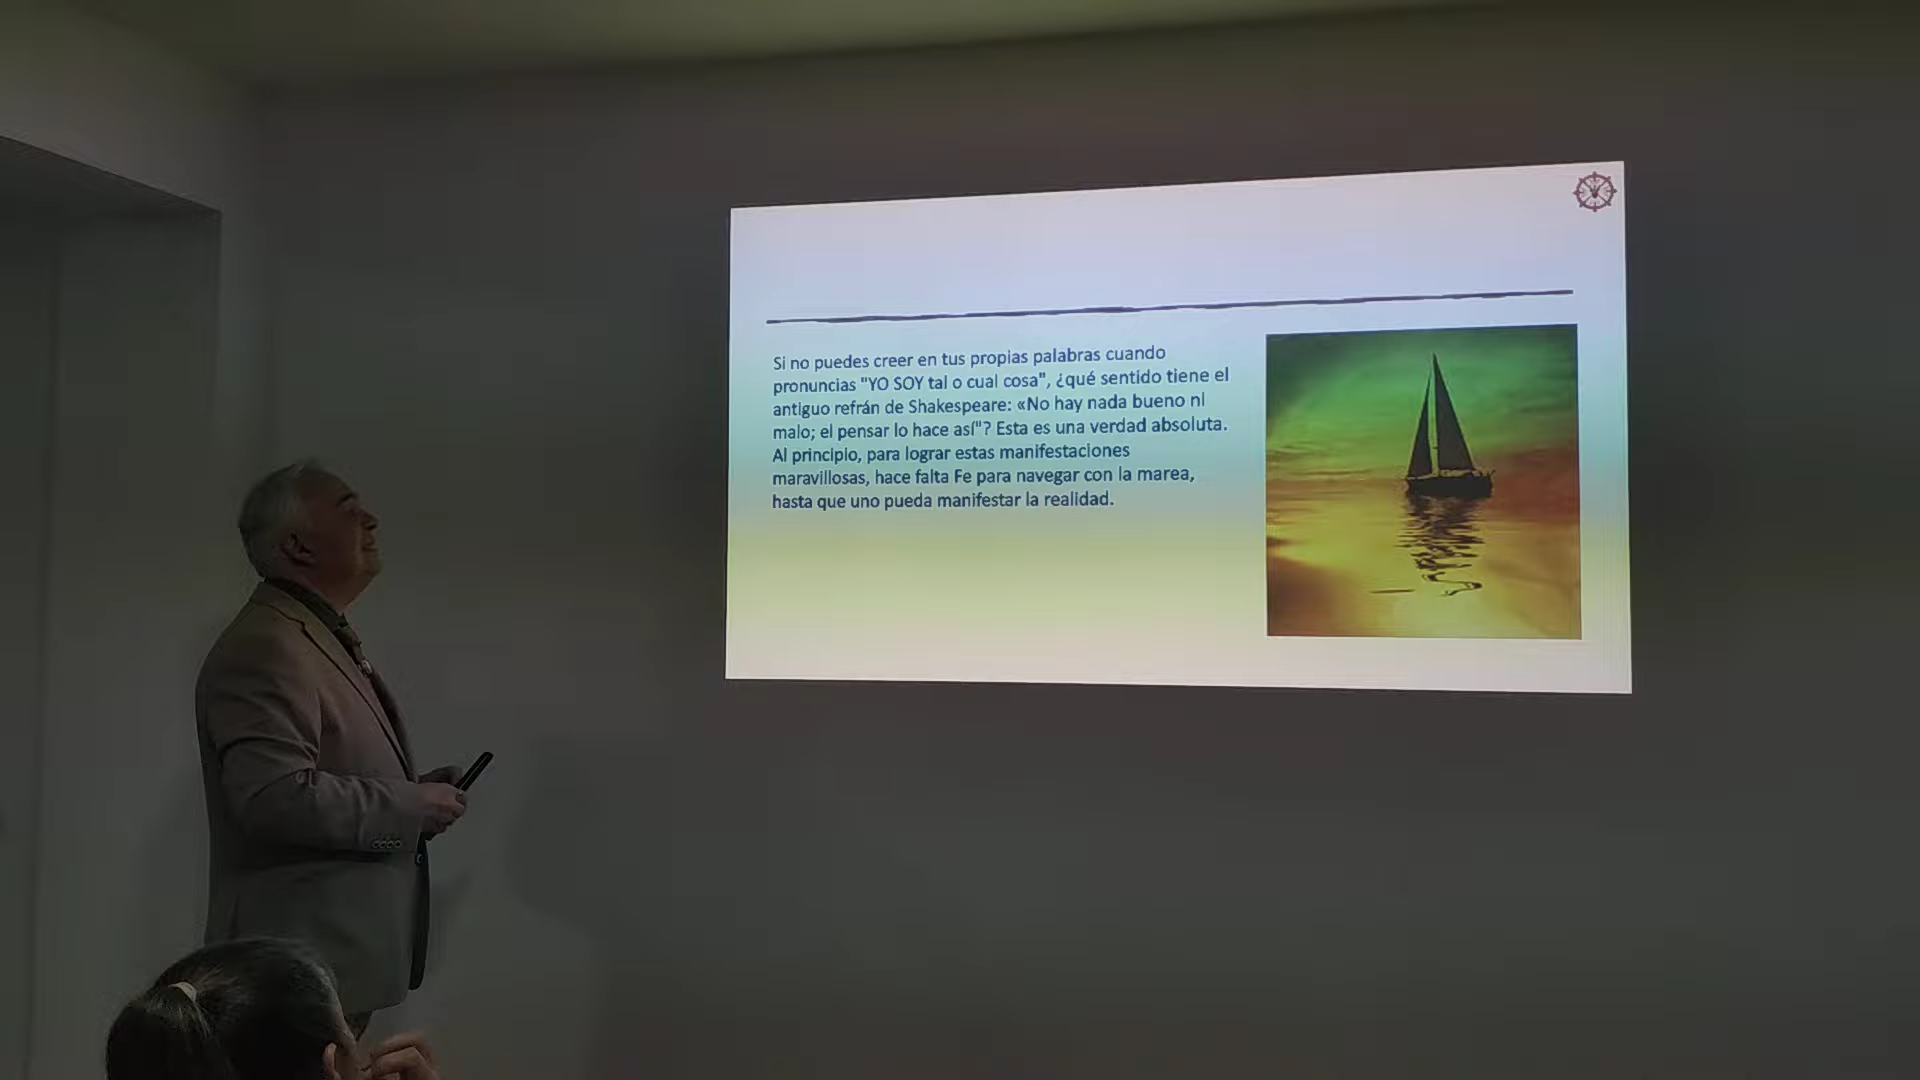 Si no puedes creer en tus propias palabras cuando
pronuncias "YO SOY tal o cual cosa", ¿qué sentido tiene el
antiguo refrán de Shakespeare: «No hay nada bueno ni
malo; el pensar lo hace así"? Esta es una verdad absoluta.
Al principio, para lograr estas manifestaciones
maravillosas, hace falta Fe para navegar con la marea,
hasta que uno pueda manifestar la realidad.